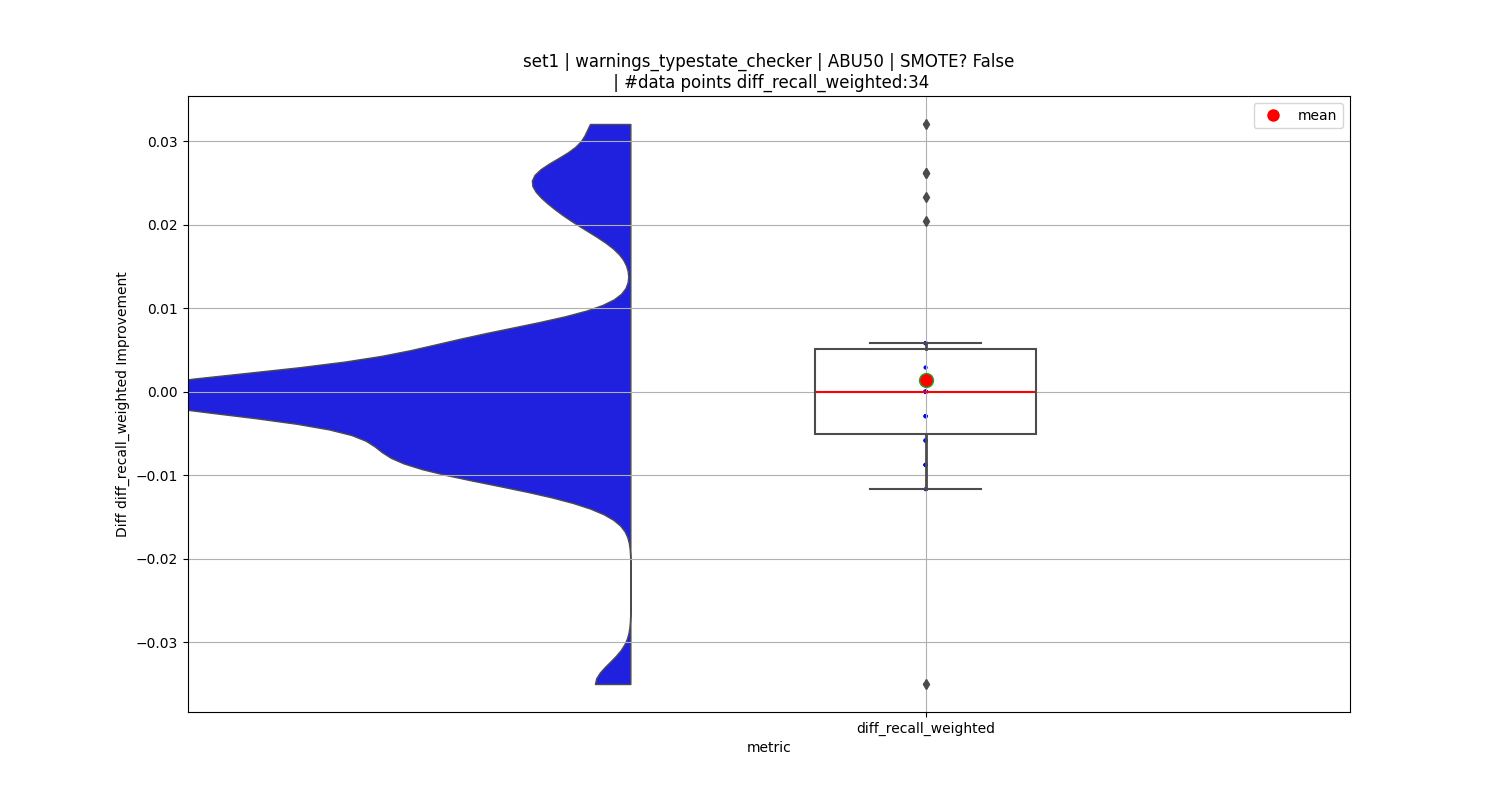 set1 | warnings_typestate_checker | ABU50 | SMOTE? False
| #data points diff_recall_weighted:34
mean
0.03
0.02
0.01
0.00
−0.01
−0.02
−0.03
Diff diff_recall_weighted Improvement
diff_recall_weighted
metric